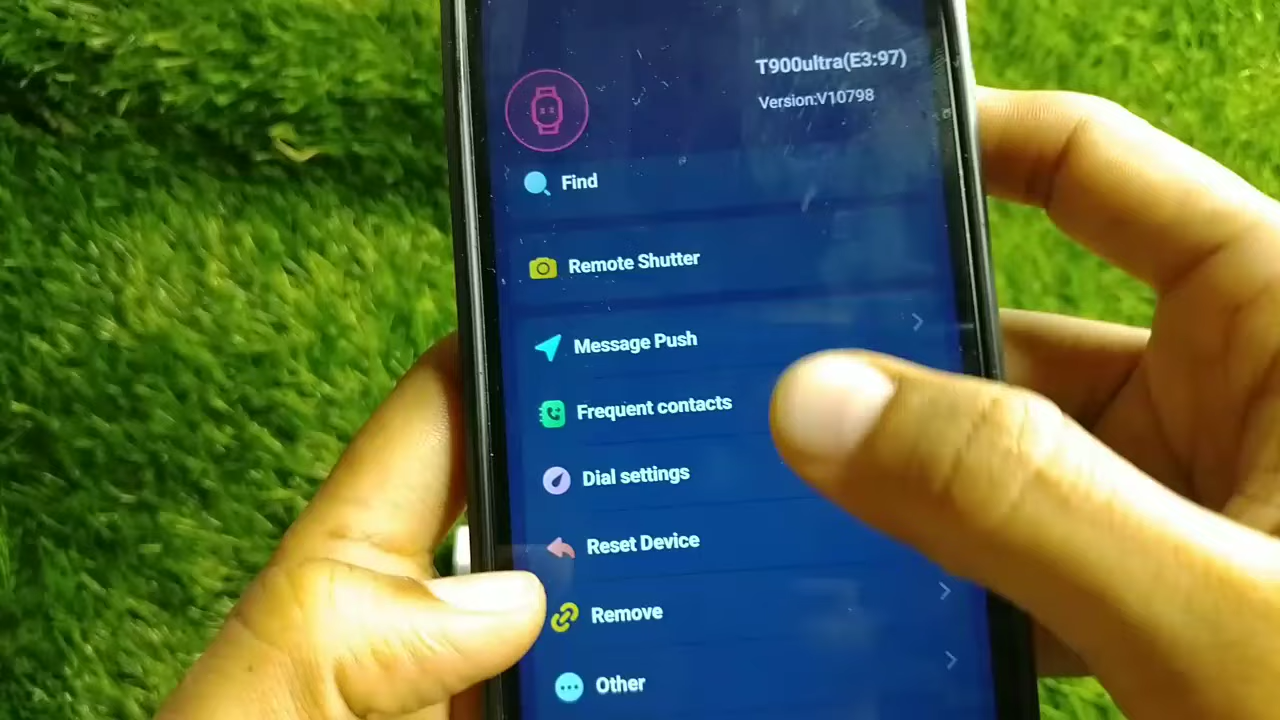 T900ultra(E3:97)
Version:V10798
Find
Remote Shutter
Message Push
Frequent contacts
Dial settings
Reset Device
Remove
Other